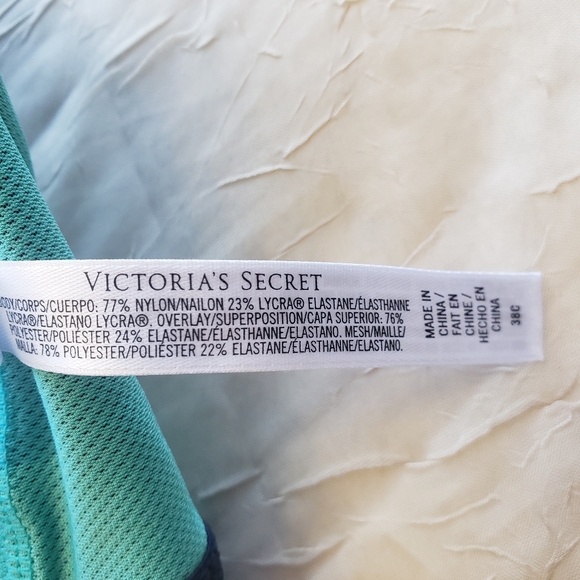 VICTORIA'S SECRET
BODY/CORPS/CUERPO: 77% NYLON/NAILON 23% LYCRA® ELASTANE/ÉLASTHANNE
LYCRA®/ELASTANO LYCRA®. OVERLAY/SUPERPOSITION/CAPA SUPERIOR: 76%
POLYESTER/POLIÉSTER 24% ELASTANE/ÉLASTHANNE/ELASTANO. MESH/MAILLE/
MALLA: 78% POLYESTER/POLIÉSTER 22% ELASTANE/ÉLASTHANNE/ELASTANO.
MADE IN
CHINA/
FAIT EN
CHINE/
HECHO EN
CHINA
38C